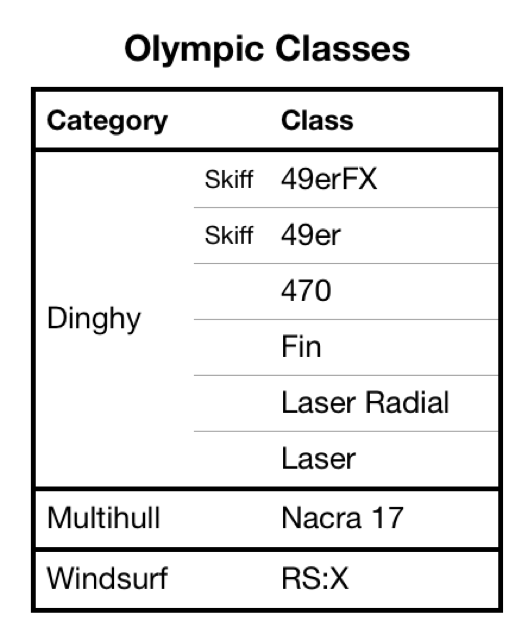 Olympic Classes
Category Class
Skiff 49erFX
Skiff 49er
470
Dinghy
Fin
Laser Radial
Laser
Multihull Nacra 17
Windsurf RS:X